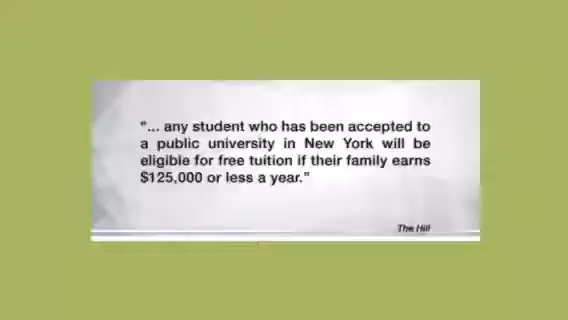 "... any student who has been accepted to
a public university in New York will be
eligible for free tuition if their family earns
$125,000 or less a year."
The Hill